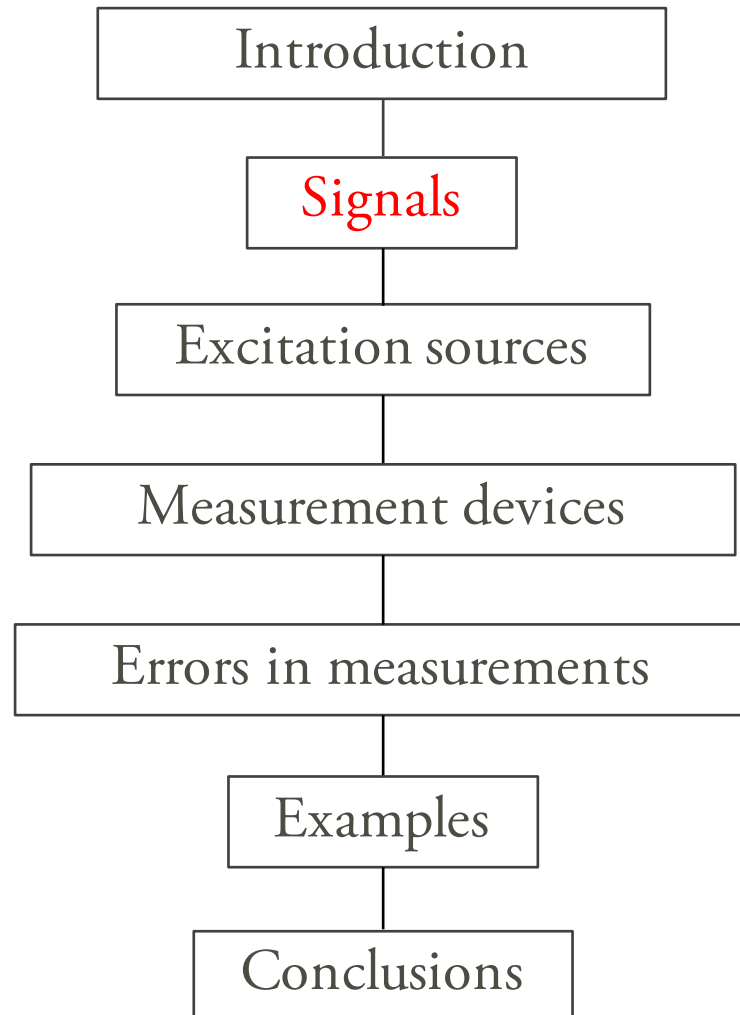 Introduction
Signals
Excitation sources
Measurement devices
Errors in measurements
Examples
Conclusions